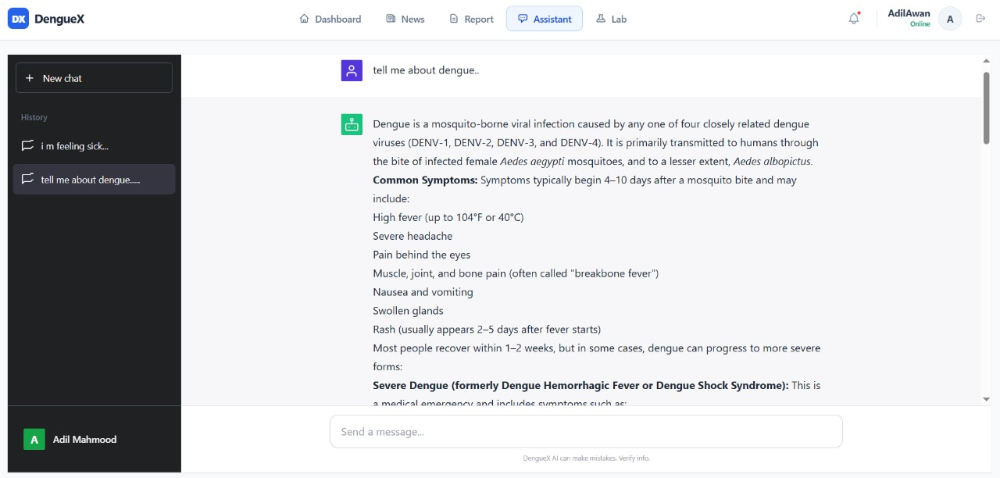 DX DengueX
Dashboard
News
Report
Assistant
Lab
AdilAwan
Online
A
+ New chat
History
i m feeling sick...
tell me about dengue.....
A Adil Mahmood
tell me about dengue..
Dengue is a mosquito-borne viral infection caused by any one of four closely related dengue
viruses (DENV-1, DENV-2, DENV-3, and DENV-4). It is primarily transmitted to humans through
the bite of infected female Aedes aegypti mosquitoes, and to a lesser extent, Aedes albopictus.
Common Symptoms: Symptoms typically begin 4–10 days after a mosquito bite and may
include:
High fever (up to 104°F or 40°C)
Severe headache
Pain behind the eyes
Muscle, joint, and bone pain (often called "breakbone fever")
Nausea and vomiting
Swollen glands
Rash (usually appears 2–5 days after fever starts)
Most people recover within 1–2 weeks, but in some cases, dengue can progress to more severe
forms:
Severe Dengue (formerly Dengue Hemorrhagic Fever or Dengue Shock Syndrome): This is
a medical emergency and includes symptoms such as:
Send a message...
DengueX AI can make mistakes. Verify info.